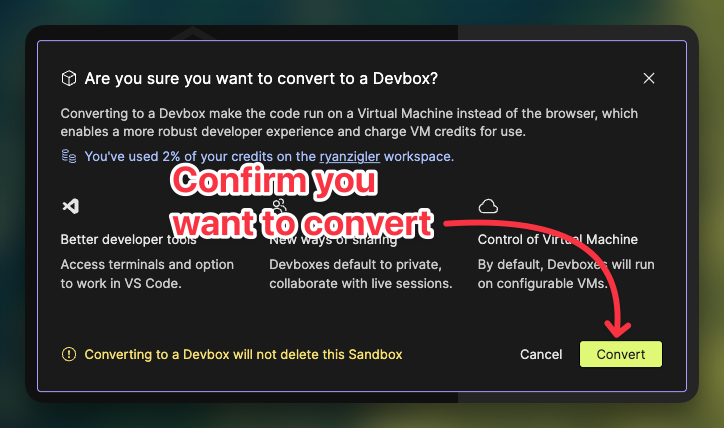 Are you sure you want to convert to a Devbox?
Converting to a Devbox make the code run on a Virtual Machine instead of the browser, which
enables a more robust developer experience and charge VM credits for use.
You've used 2% of your credits on the ryanzigler workspace.
Confirm you
want to convert
Better developer tools
Access terminals and option
to work in VS Code.
New ways of sharing
Devboxes default to private,
collaborate with live sessions.
Control of Virtual Machine
By default, Devboxes will run
on configurable VMs.
Converting to a Devbox will not delete this Sandbox
Cancel
Convert